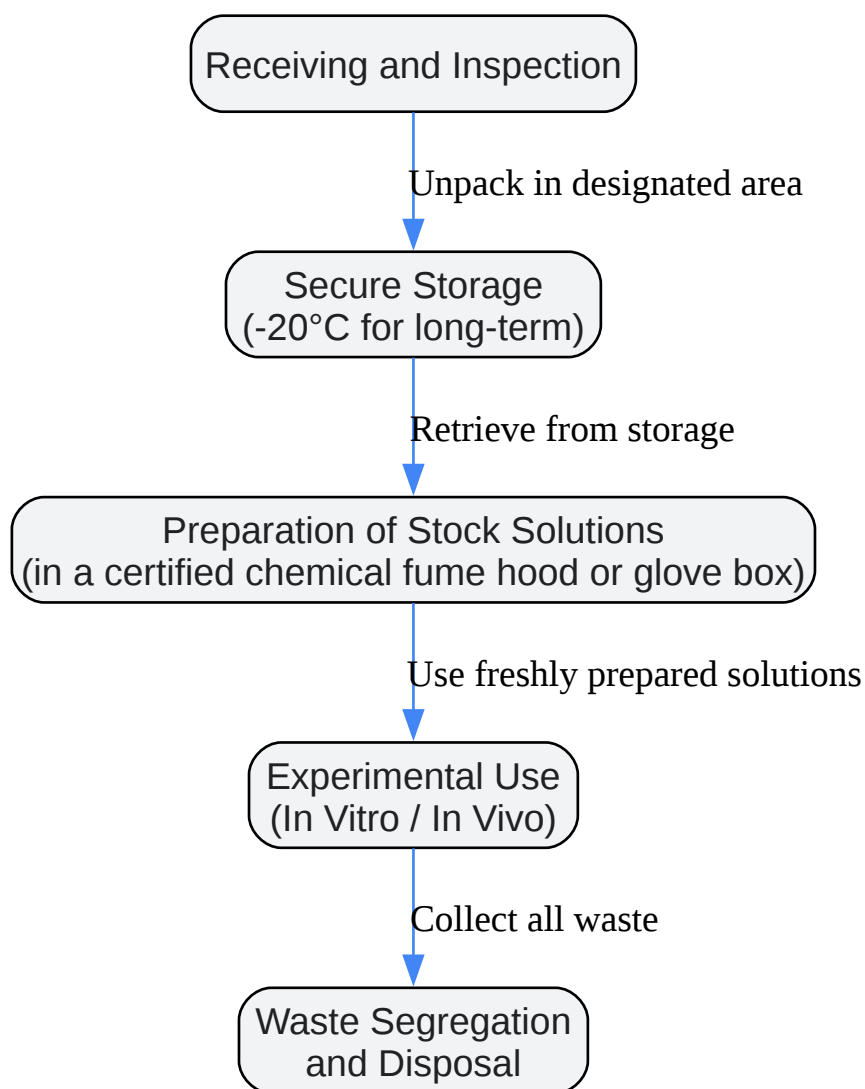 Receiving and Inspection
Unpack in designated area
Secure Storage
(-20°C for long-term)
Retrieve from storage
Preparation of Stock Solutions
(in a certified chemical fume hood or glove box)
Use freshly prepared solutions
Experimental Use
(In Vitro / In Vivo)
Collect all waste
Waste Segregation
and Disposal